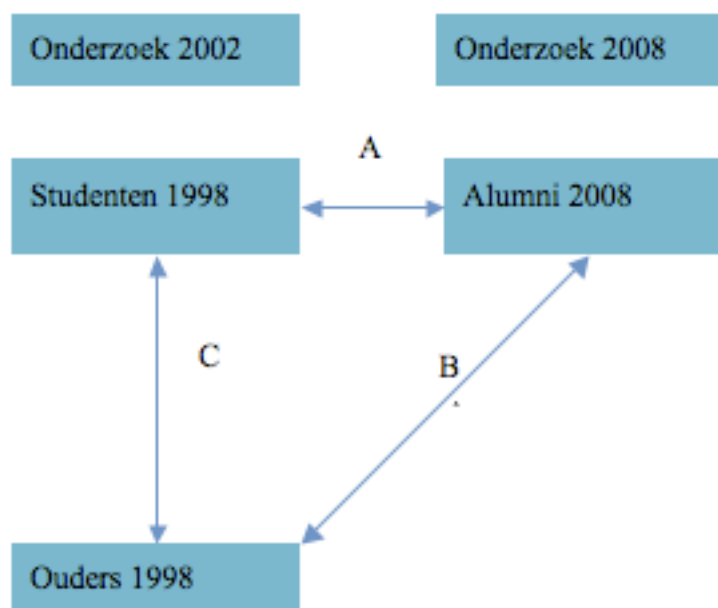 Onderzoek 2002
Onderzoek 2008
A
Studenten 1998
Alumni 2008
C
B
Ouders 1998